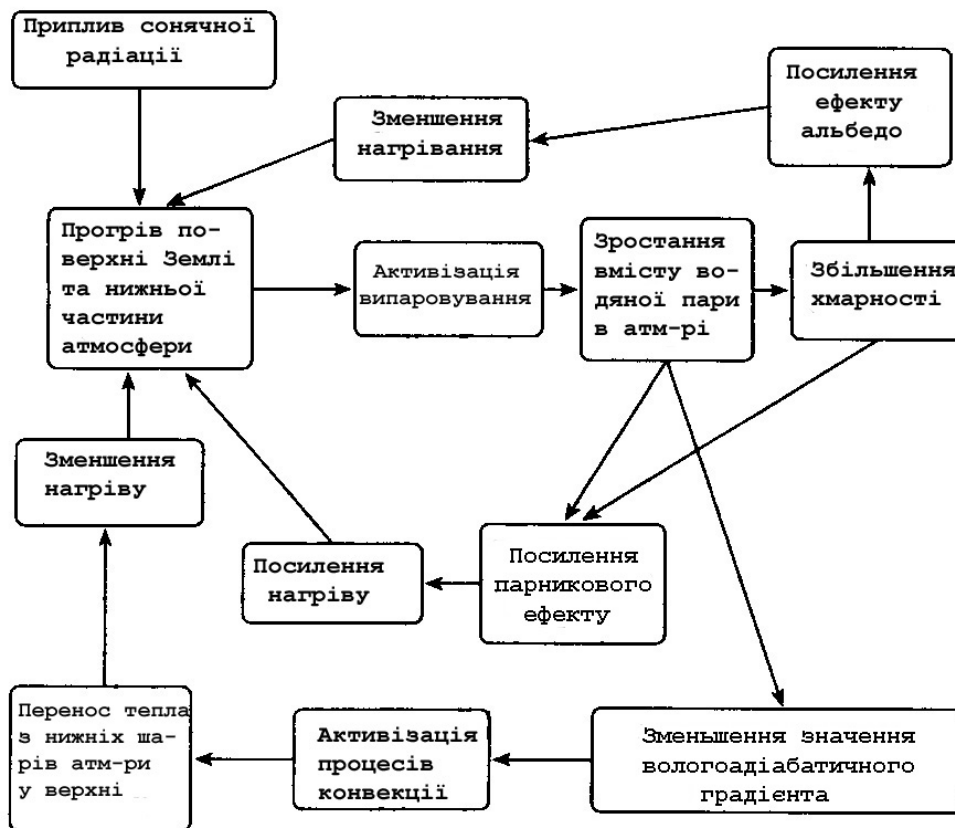 Приплив сонячної
радіації
Посилення
ефекту
альбедо
Зменшення
нагрівання
Прогрів по-
верхні Землі
та нижньої
частини
атмосфери
Активізація
випаровування
Зростання
вмісту во-
дяної пари
в атм-рі
Збільшення
хмарності
Зменшення
нагріву
Посилення
нагріву
Посилення
парникового
ефекту
Перенос тепла
з нижніх ша-
рів атм-ри
у верхні
Активізація
процесів
конвекції
Зменьшення значення
вологоадіабатичного
градієнта